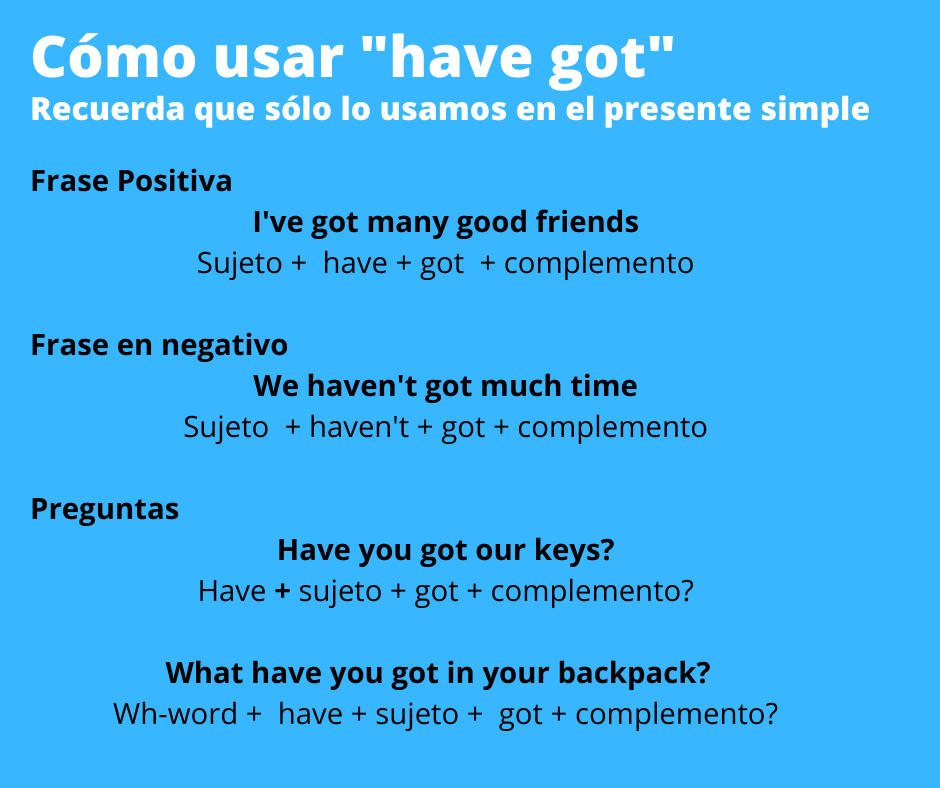 Cómo usar "have got"
Recuerda que sólo lo usamos en el presente simple
Frase Positiva
I've got many good friends
Sujeto + have + got + complemento
Frase en negativo
We haven't got much time
Sujeto + haven't + got + complemento
Preguntas
Have you got our keys?
Have + sujeto + got + complemento?
What have you got in your backpack?
Wh-word + have + sujeto + got + complemento?